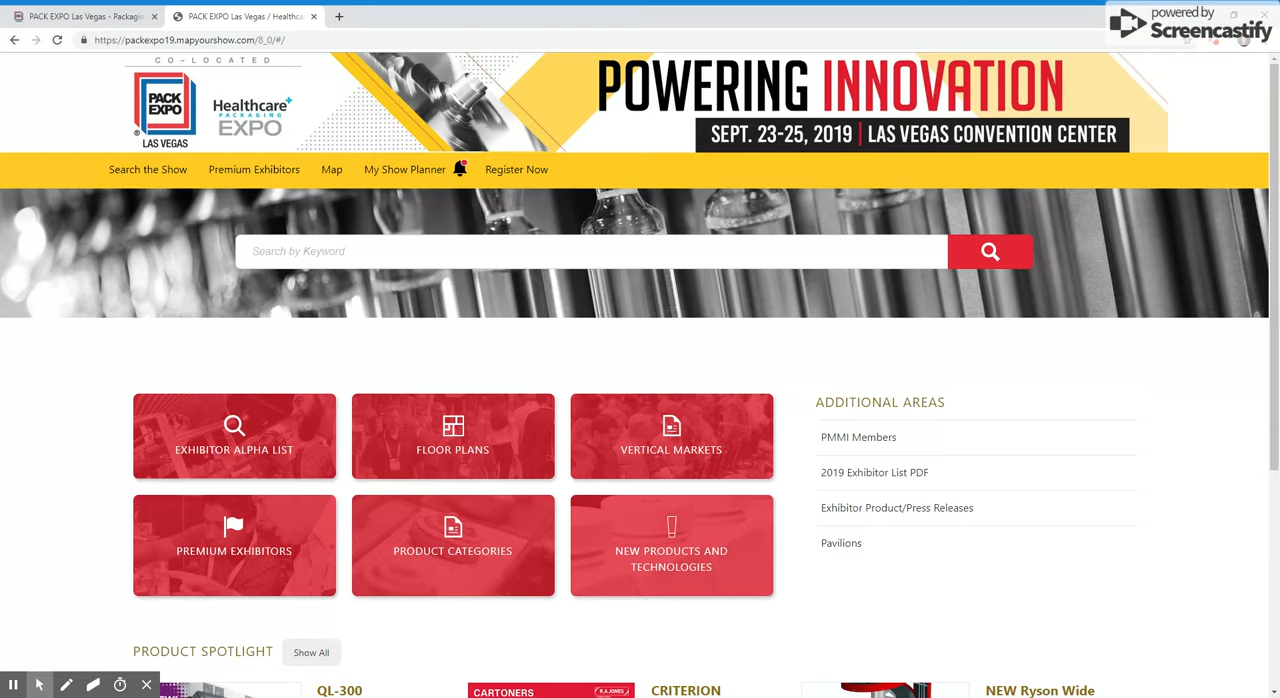 PACK EXPO Las Vegas - Packagin
PACK EXPO Las Vegas / Healthca
powered by
Screencastify
https://packexpo19.mapyourshow.com/8_0/#/
CO-LOCATED
PACK
EXPO
®
LAS VEGAS
Healthcare
PACKAGING
EXPO
POWERING INNOVATION
SEPT. 23-25, 2019 | LAS VEGAS CONVENTION CENTER
Search the Show
Premium Exhibitors
Map
My Show Planner
Register Now
Search by Keyword
EXHIBITOR ALPHA LIST
FLOOR PLANS
VERTICAL MARKETS
PREMIUM EXHIBITORS
PRODUCT CATEGORIES
NEW PRODUCTS AND
TECHNOLOGIES
ADDITIONAL AREAS
PMMI Members
2019 Exhibitor List PDF
Exhibitor Product/Press Releases
Pavilions
PRODUCT SPOTLIGHT
Show All
QL-300
CARTONERS
R.A JONES
CRITERION
NEW Ryson Wide